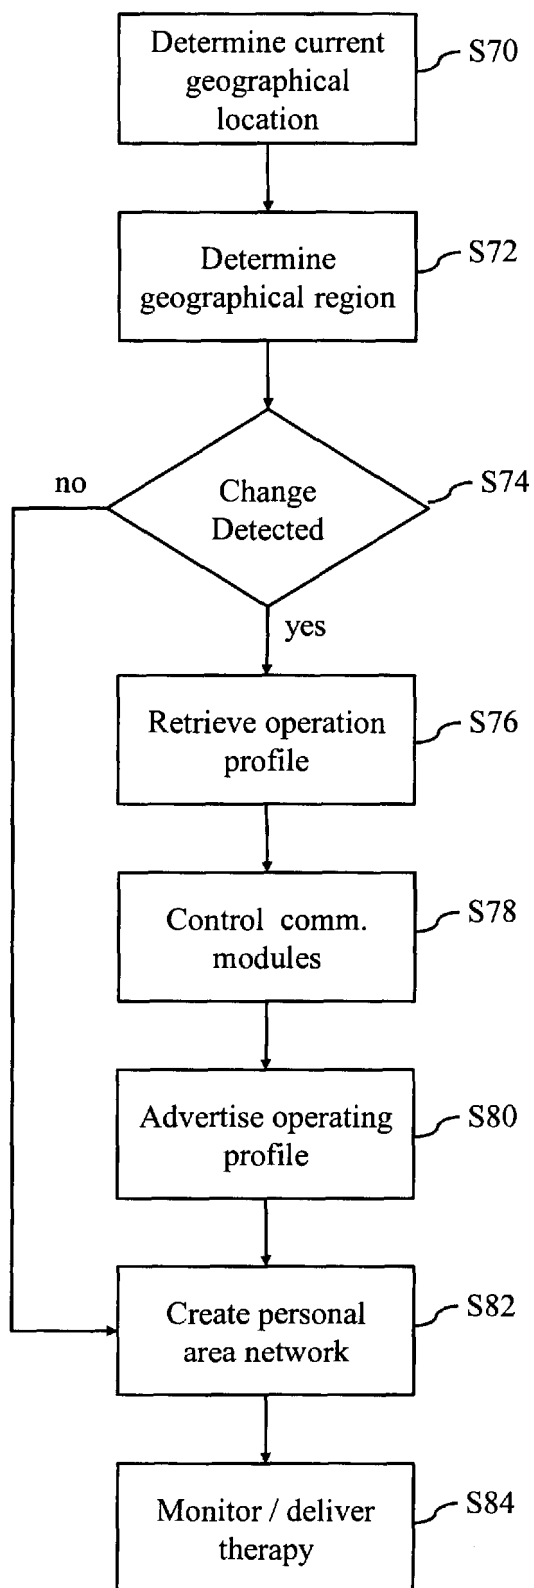 Determine current
geographical
location
S70
Determine
geographical region
S72
Change
Detected
S74
no
yes
Retrieve operation
profile
S76
Control comm.
modules
S78
Advertise operating
profile
S80
Create personal
area network
S82
Monitor / deliver
therapy
S84